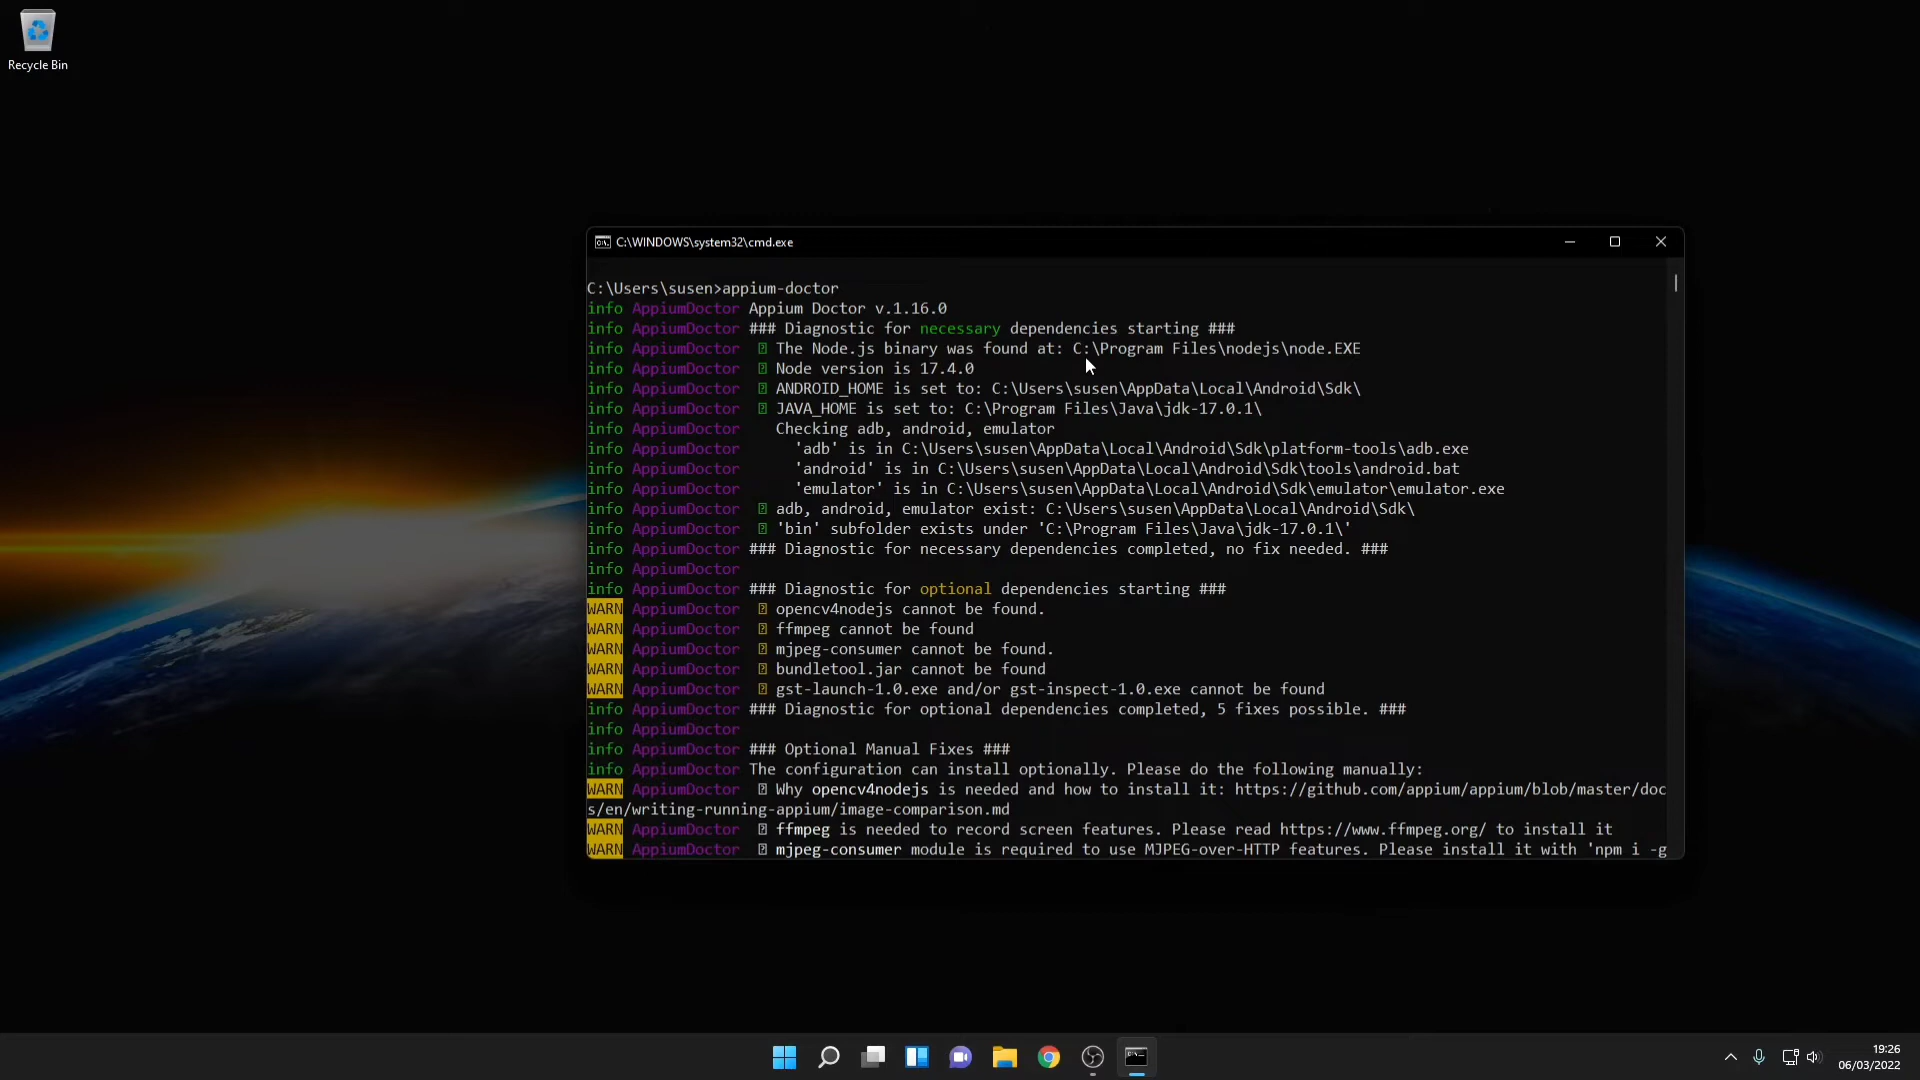 Recycle Bin
C:\WINDOWS\system32\cmd.exe
C:\Users\susen>appium-doctor
info AppiumDoctor Appium Doctor v.1.16.0
info AppiumDoctor ### Diagnostic for necessary dependencies starting ###
info AppiumDoctor The Node.js binary was found at: C:\Program Files\nodejs\node.EXE
info AppiumDoctor Node version is 17.4.0
info AppiumDoctor ANDROID_HOME is set to: C:\Users\susen\AppData\Local\Android\Sdk\
info AppiumDoctor JAVA_HOME is set to: C:\Program Files\Java\jdk-17.0.1\
info AppiumDoctor Checking adb, android, emulator
info AppiumDoctor 'adb' is in C:\Users\susen\AppData\Local\Android\Sdk\platform-tools\adb.exe
info AppiumDoctor 'android' is in C:\Users\susen\AppData\Local\Android\Sdk\tools\android.bat
info AppiumDoctor 'emulator' is in C:\Users\susen\AppData\Local\Android\Sdk\emulator\emulator.exe
info AppiumDoctor adb, android, emulator exist: C:\Users\susen\AppData\Local\Android\Sdk\
info AppiumDoctor 'bin' subfolder exists under 'C:\Program Files\Java\jdk-17.0.1\'
info AppiumDoctor ### Diagnostic for necessary dependencies completed, no fix needed. ###
info AppiumDoctor
info AppiumDoctor ### Diagnostic for optional dependencies starting ###
WARN AppiumDoctor opencv4nodejs cannot be found.
WARN AppiumDoctor ffmpeg cannot be found
WARN AppiumDoctor mjpeg-consumer cannot be found.
WARN AppiumDoctor bundletool.jar cannot be found
WARN AppiumDoctor gst-launch-1.0.exe and/or gst-inspect-1.0.exe cannot be found
info AppiumDoctor ### Diagnostic for optional dependencies completed, 5 fixes possible. ###
info AppiumDoctor
info AppiumDoctor ### Optional Manual Fixes ###
info AppiumDoctor The configuration can install optionally. Please do the following manually:
WARN AppiumDoctor Why opencv4nodejs is needed and how to install it: https://github.com/appium/appium/blob/master/doc
s/en/writing-running-appium/image-comparison.md
WARN AppiumDoctor ffmpeg is needed to record screen features. Please read https://www.ffmpeg.org/ to install it
WARN AppiumDoctor mjpeg-consumer module is required to use MJPEG-over-HTTP features. Please install it with 'npm i -g
19:26
06/03/2022